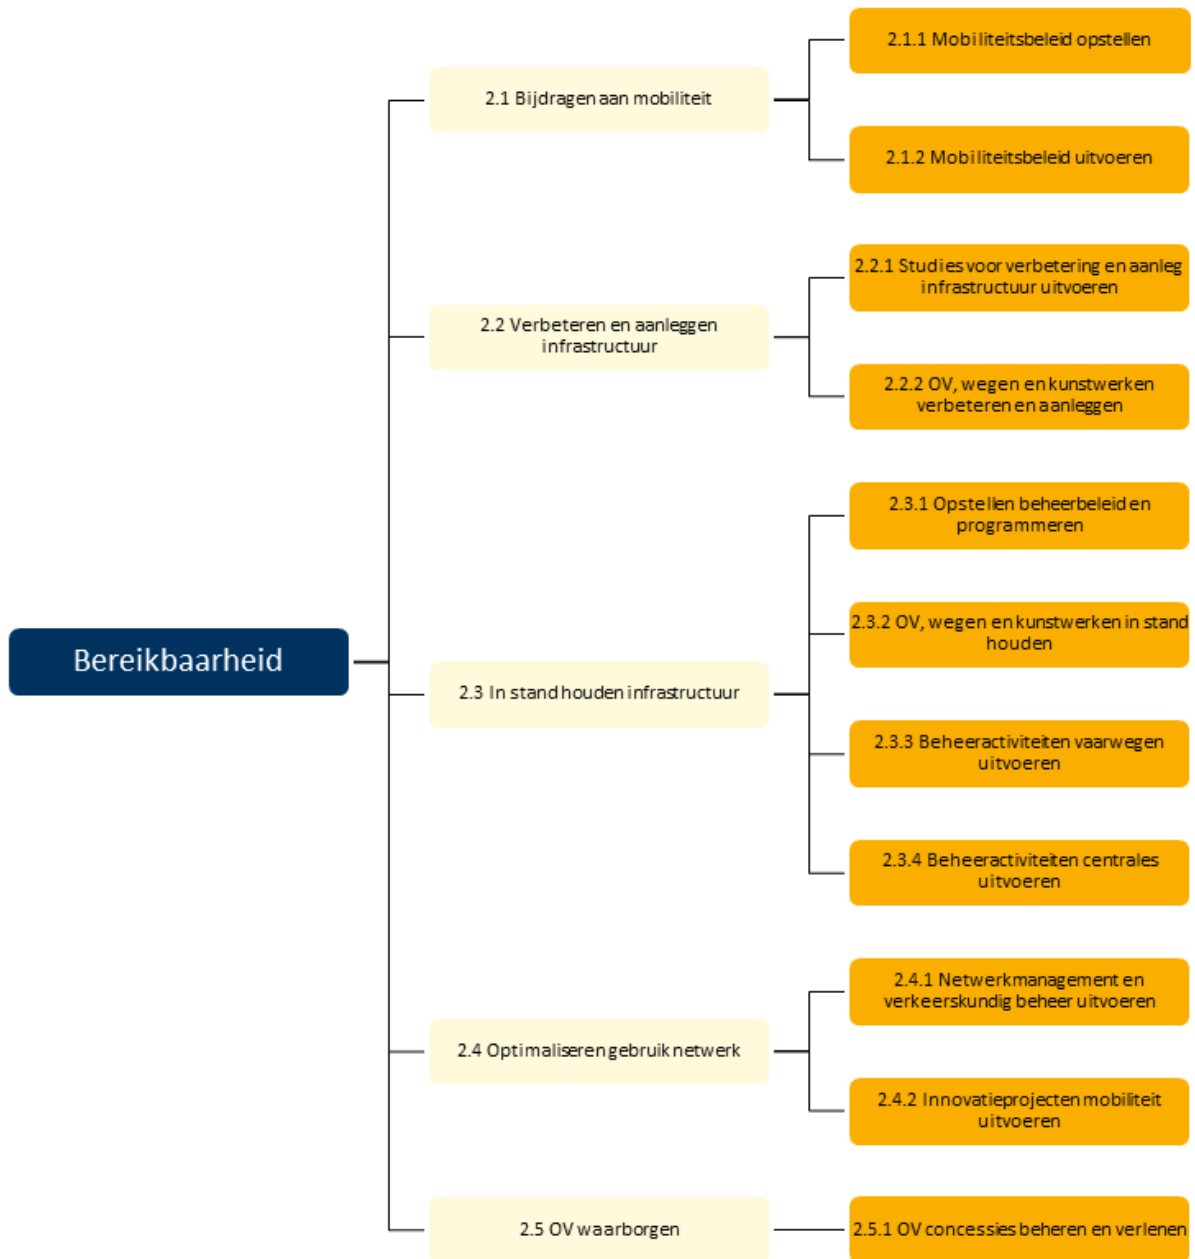 Bereikbaarheid
2.1 Bijdragen aan mobiliteit
2.1.1 Mobiliteitsbeleid opstellen
2.1.2 Mobiliteitsbeleid uitvoeren
2.2 Verbeteren en aanleggen
infrastructuur
2.2.1 Studies voor verbetering en aanleg
infrastructuur uitvoeren
2.2.2 OV, wegen en kunstwerken
verbeteren en aanleggen
2.3 In stand houden infrastructuur
2.3.1 Opstellen beheerbeleid en
programmeren
2.3.2 OV, wegen en kunstwerken in stand
houden
2.3.3 Beheeractiviteiten vaarwegen
uitvoeren
2.3.4 Beheeractiviteiten centrales
uitvoeren
2.4 Optimaliseren gebruik netwerk
2.4.1 Netwerkmanagement en
verkeerskundig beheer uitvoeren
2.4.2 Innovatieprojecten mobiliteit
uitvoeren
2.5 OV waarborgen
2.5.1 OV concessies beheren en verlenen